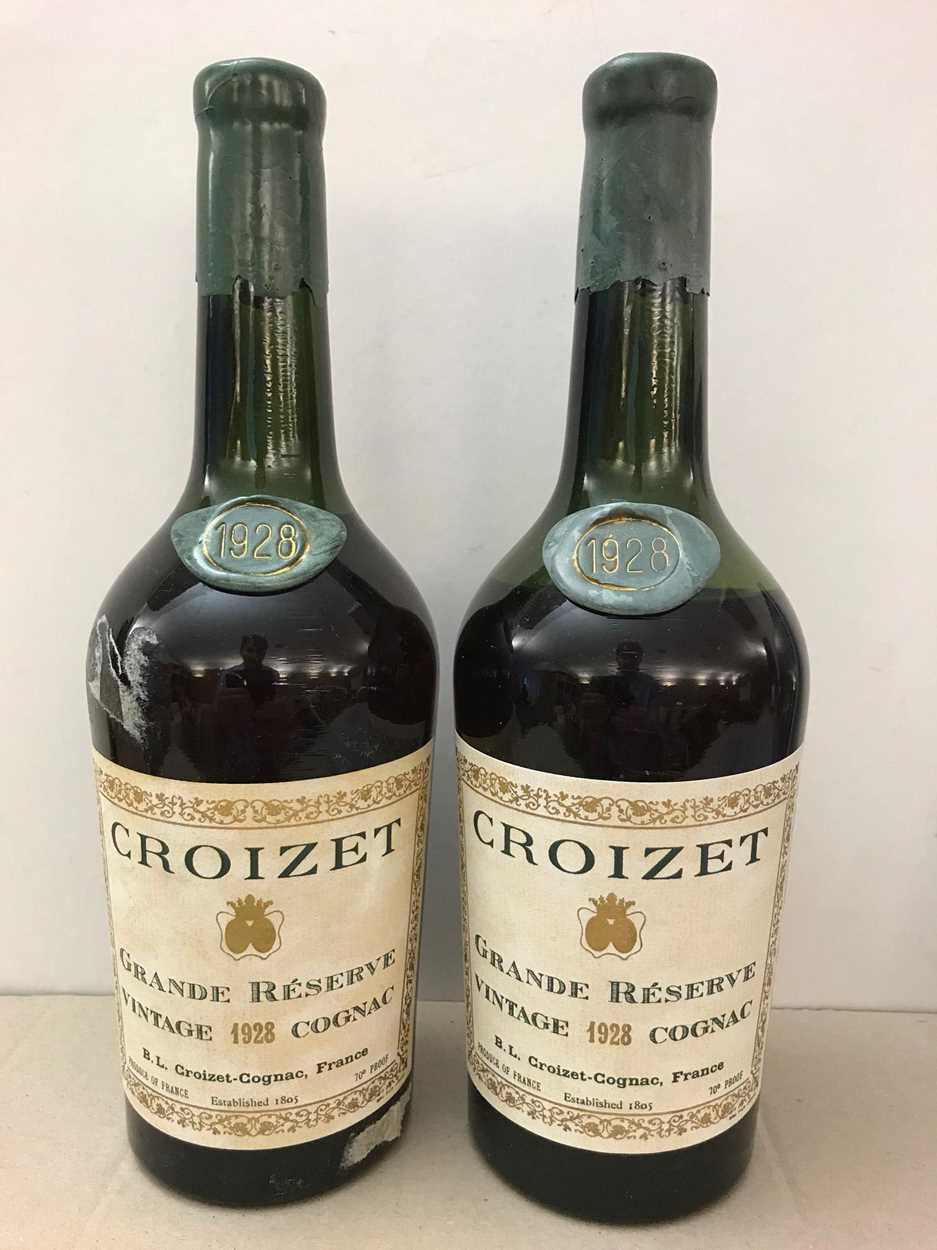 1928
CROIZET
GRANDE RÉSERVE
VINTAGE 1928 COGNAC
B.L. Croizet-Cognac, France
PRODUCE OF FRANCE
70° PROOF
Established 1805
1928
CROIZET
GRANDE RÉSERVE
VINTAGE 1928 COGNAC
B.L. Croizet-Cognac, France
PRODUCE OF FRANCE
70° PROOF
Established 1805